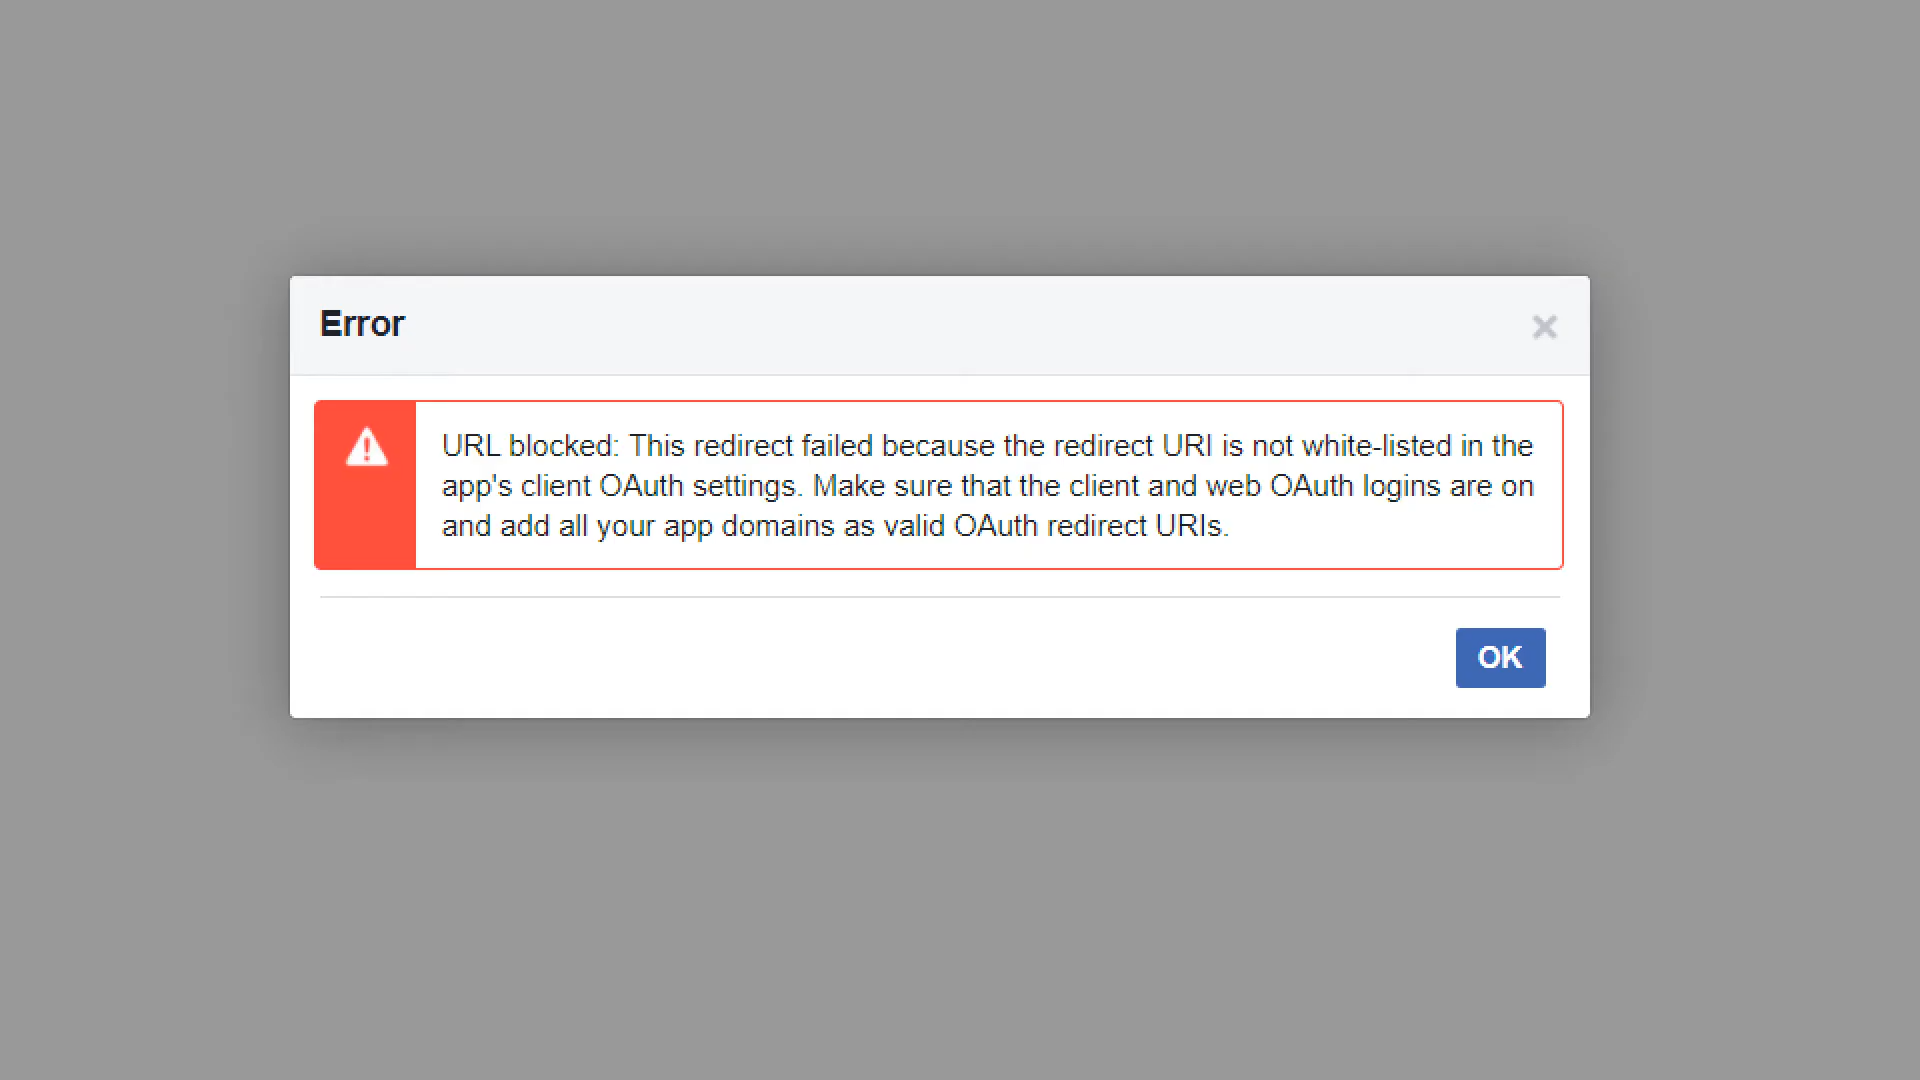 Error
URL blocked: This redirect failed because the redirect URI is not white-listed in the
app's client OAuth settings. Make sure that the client and web OAuth logins are on
and add all your app domains as valid OAuth redirect URIs.
OK